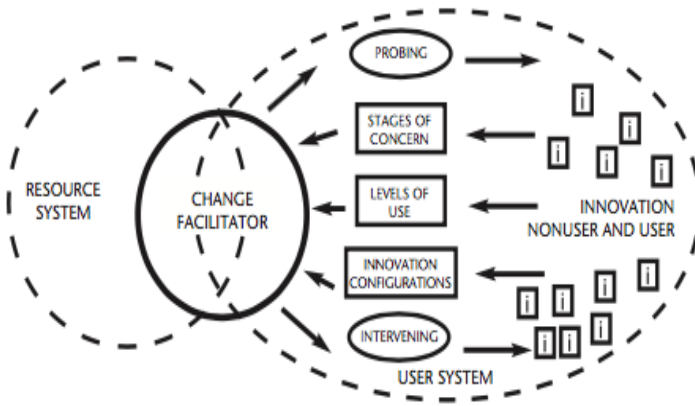 PROBING
STAGES OF
CONCERN
RESOURCE
SYSTEM
CHANGE
FACILITATOR
LEVELS OF
USE
INNOVATION
NONUSER AND USER
INNOVATION
CONFIGURATIONS
INTERVENING
USER SYSTEM
i
i
i
i
i
i
i
i
i
i
i
i